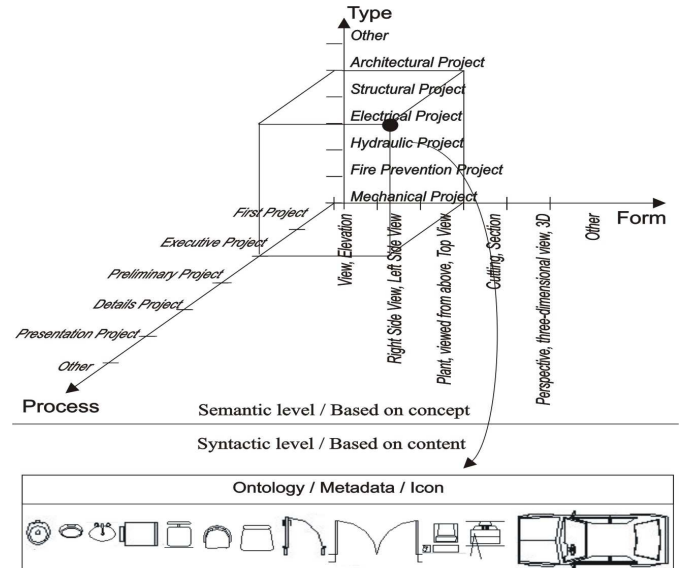 Type
Other
Architectural Project
Structural Project
Electrical Project
Hydraulic Project
Fire Prevention Project
Mechanical Project
Form
View, Elevation
Right Side View, Left Side View
Plant, viewed from above, Top View
Cutting, Section
Perspective, three-dimensional view, 3D
Other
First Project
Executive Project
Preliminary Project
Details Project
Presentation Project
Other
Process
Semantic level / Based on concept
Syntactic level / Based on content
Ontology / Metadata / Icon